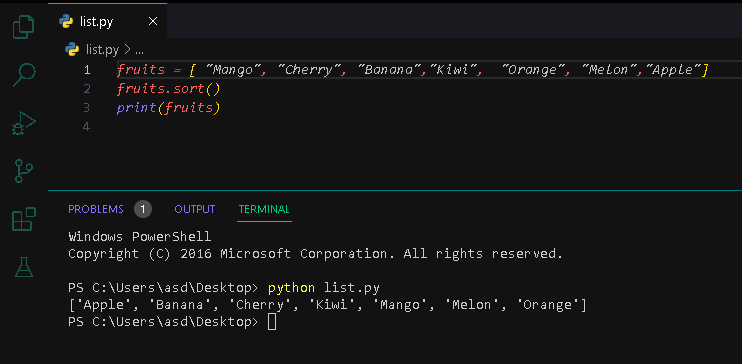 list.py
list.py > ...
1 fruits = [ "Mango", "Cherry", "Banana","Kiwi",  "Orange", "Melon","Apple"]
2 fruits.sort()
3 print(fruits)
4
PROBLEMS 1 OUTPUT TERMINAL
Windows PowerShell
Copyright (C) 2016 Microsoft Corporation. All rights reserved.
PS C:\Users\asd\Desktop> python list.py
['Apple', 'Banana', 'Cherry', 'Kiwi', 'Mango', 'Melon', 'Orange']
PS C:\Users\asd\Desktop>